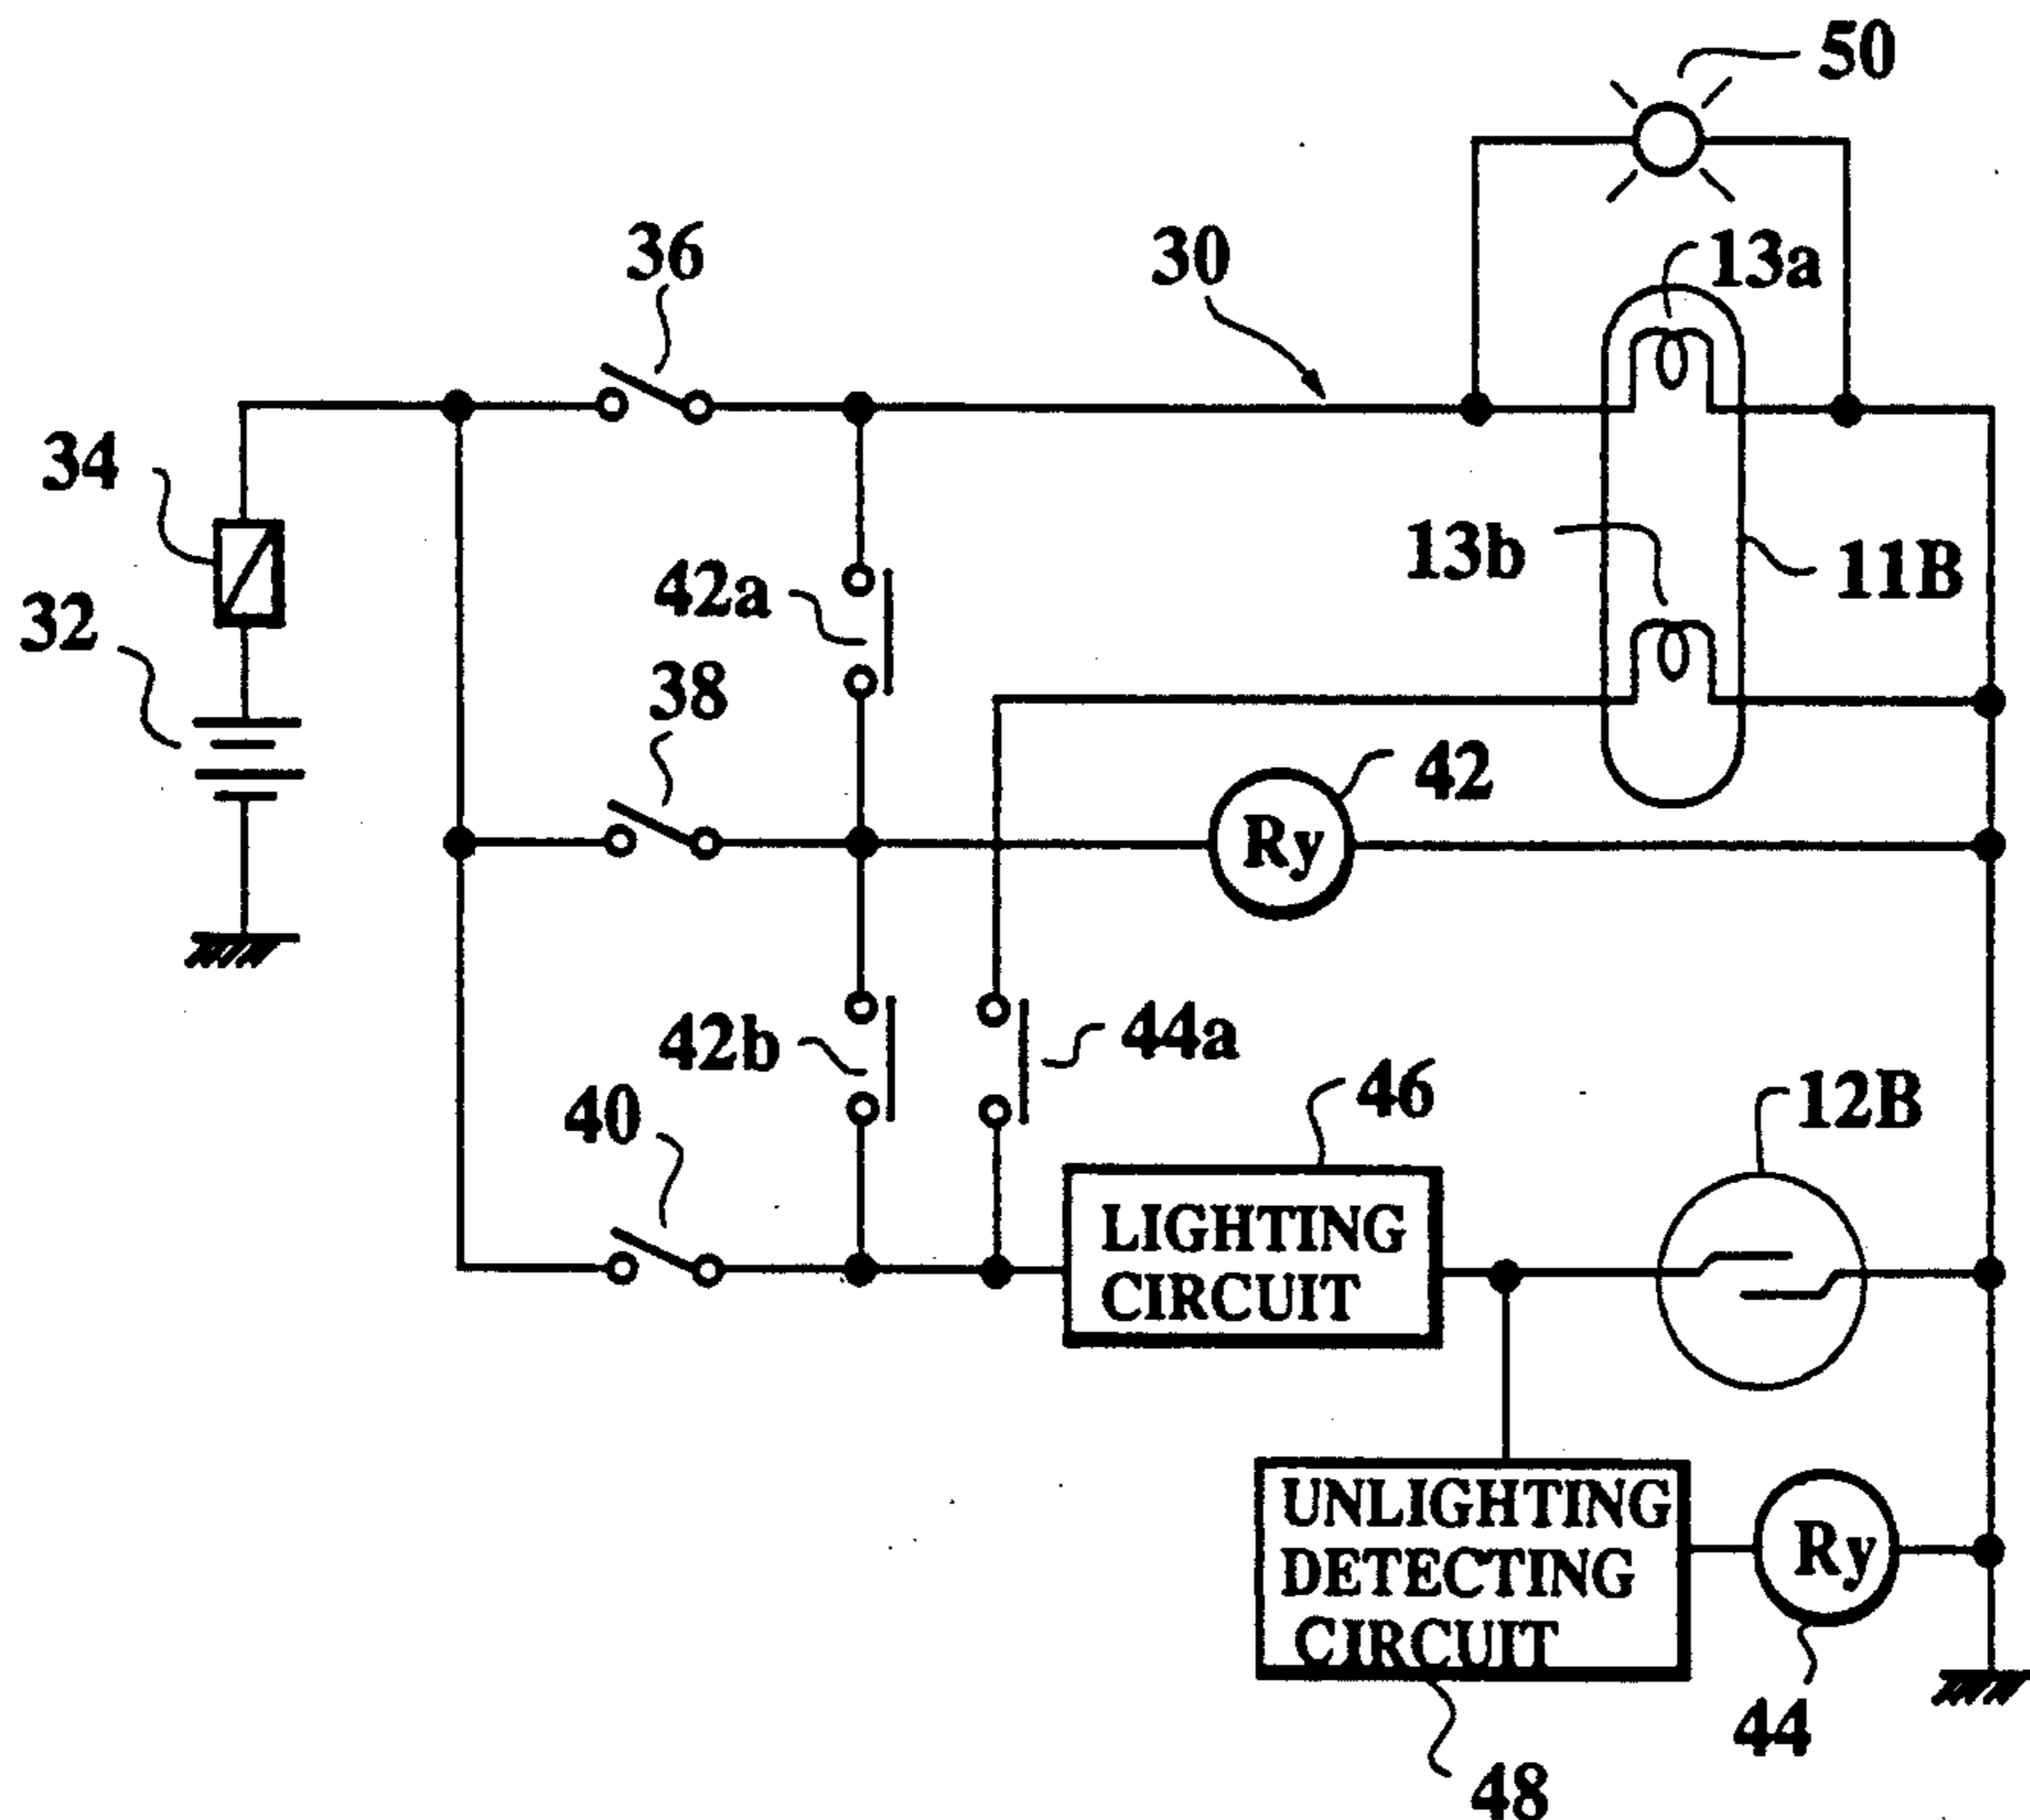 50
36
30
13a
34
42a
13b
11B
32
38
42
Ry
42b
44a
46
12B
40
LIGHTING
CIRCUIT
UNLIGHTING
DETECTING
CIRCUIT
Ry
44
48